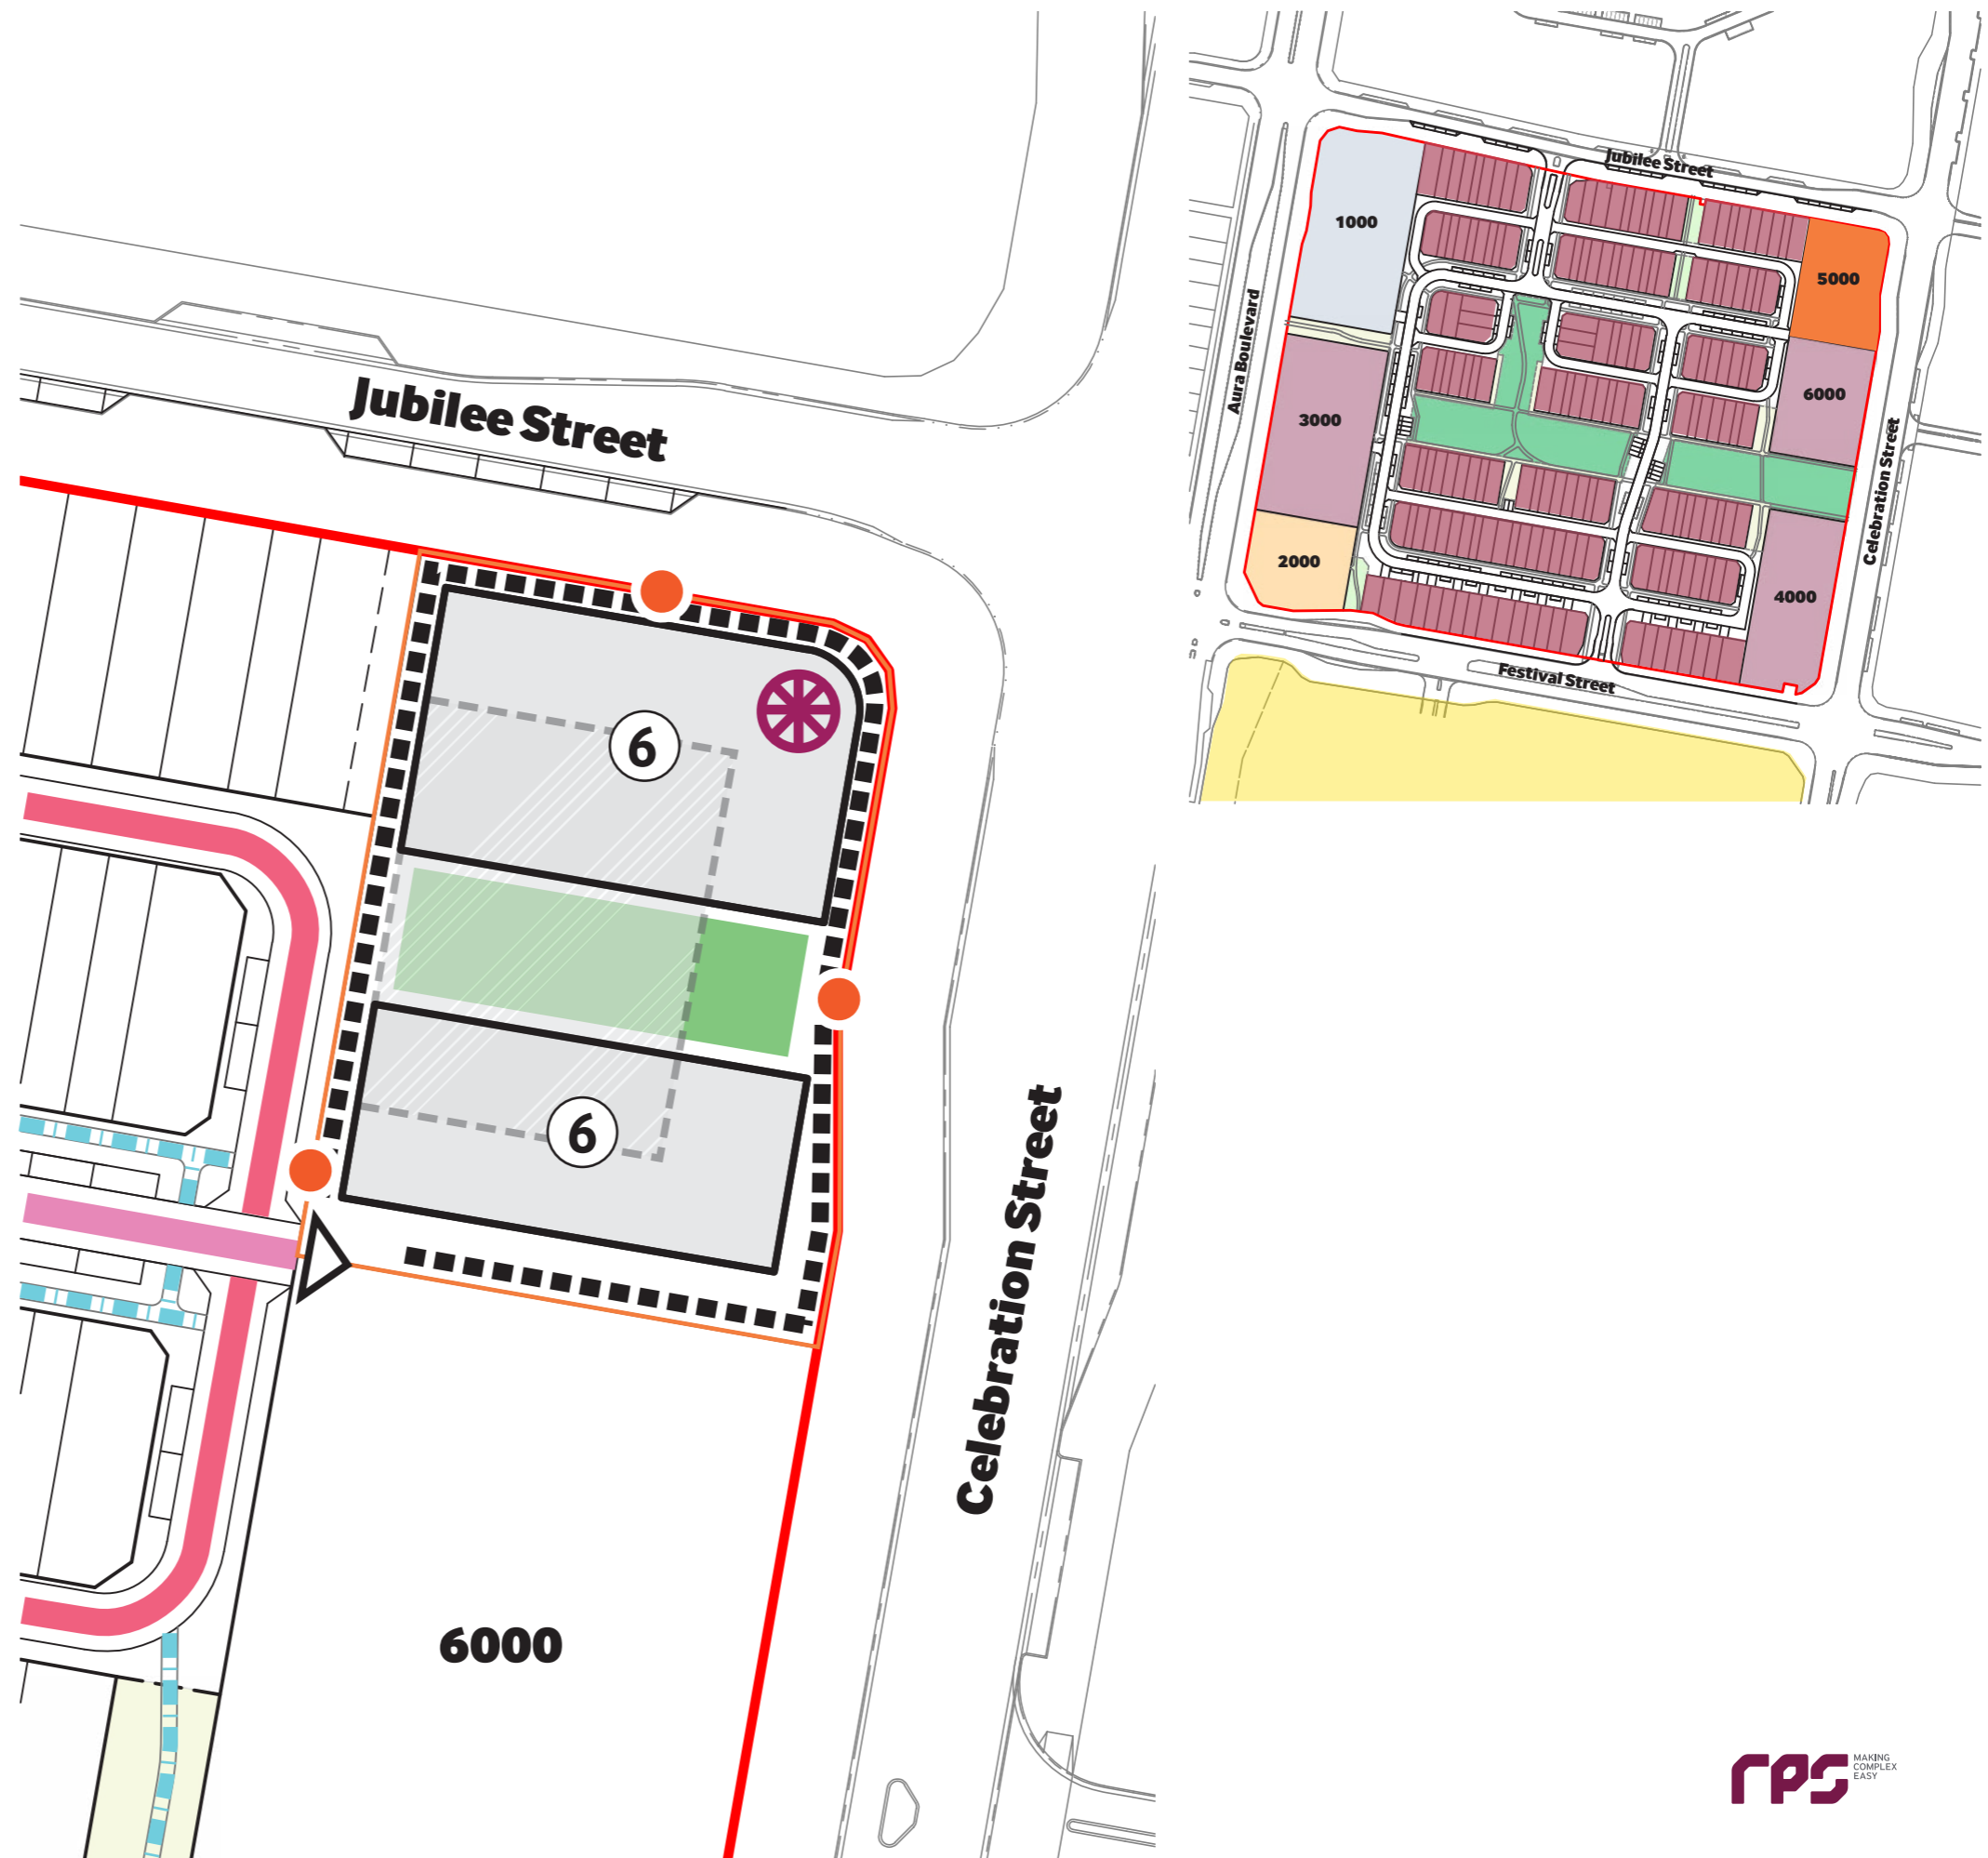 Jubilee Street
6
6
Celebration Street
6000
Jubilee Street
1000
5000
Aura Boulevard
6000
3000
Celebration Street
2000
4000
Festival Street
rps
MAKING
COMPLEX
EASY